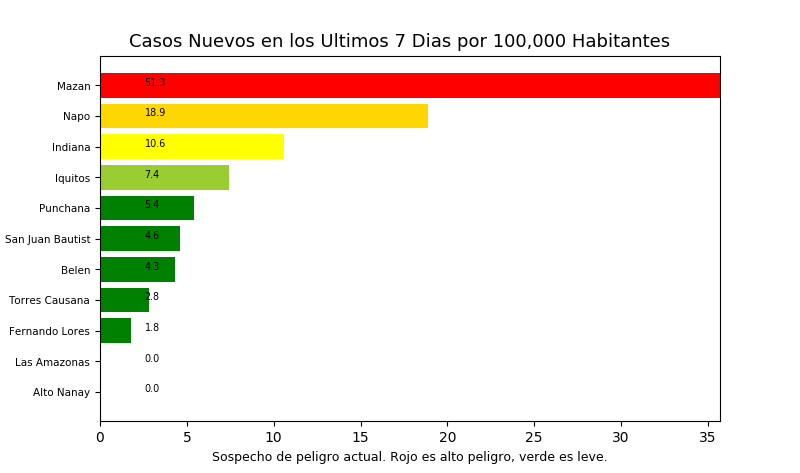 Casos Nuevos en los Ultimos 7 Dias por 100,000 Habitantes
Mazan 51.3
Napo 18.9
Indiana 10.6
Iquitos 7.4
Punchana 5.4
San Juan Bautist 4.6
Belen 4.3
Torres Causana 2.8
Fernando Lores 1.8
Las Amazonas 0.0
Alto Nanay 0.0
0 5 10 15 20 25 30 35
Sospecho de peligro actual. Rojo es alto peligro, verde es leve.